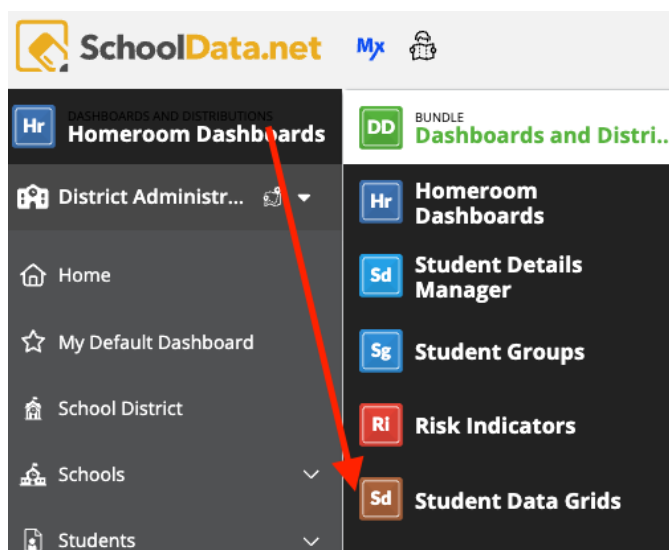 SchoolData.net Mx
Hr DASHBOARDS AND DISTRIBUTIONS
Homeroom Dashboards
District Administr...
Home
My Default Dashboard
School District
Schools
Students
DD BUNDLE
Dashboards and Distri...
Hr Homeroom
Dashboards
Sd Student Details
Manager
Sg Student Groups
Ri Risk Indicators
Sd Student Data Grids